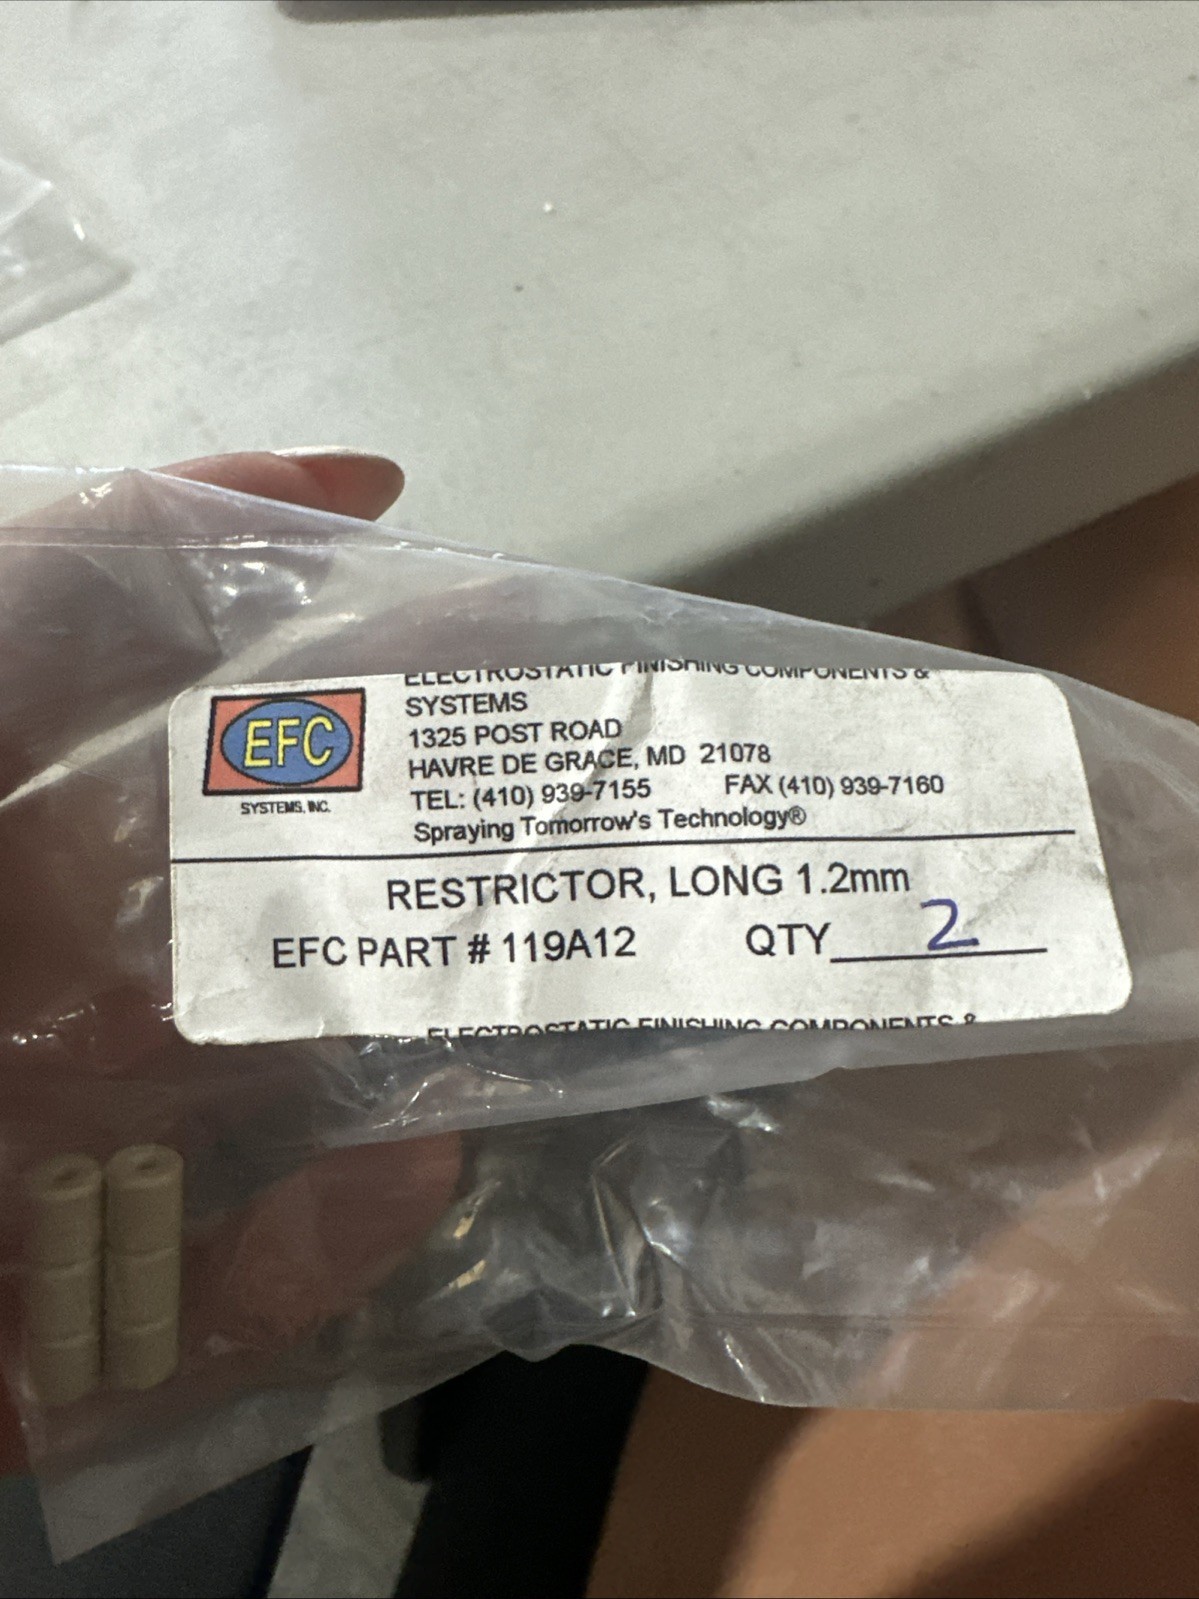 ELECTROSTATIC FINISHING COMPONENTS &
EFC
SYSTEMS, INC.
SYSTEMS
1325 POST ROAD
HAVRE DE GRACE, MD 21078
TEL: (410) 939-7155 FAX (410) 939-7160
Spraying Tomorrow's Technology®
RESTRICTOR, LONG 1.2mm
EFC PART # 119A12 QTY 2
ELECTROSTATIC FINISHING COMPONENTS &